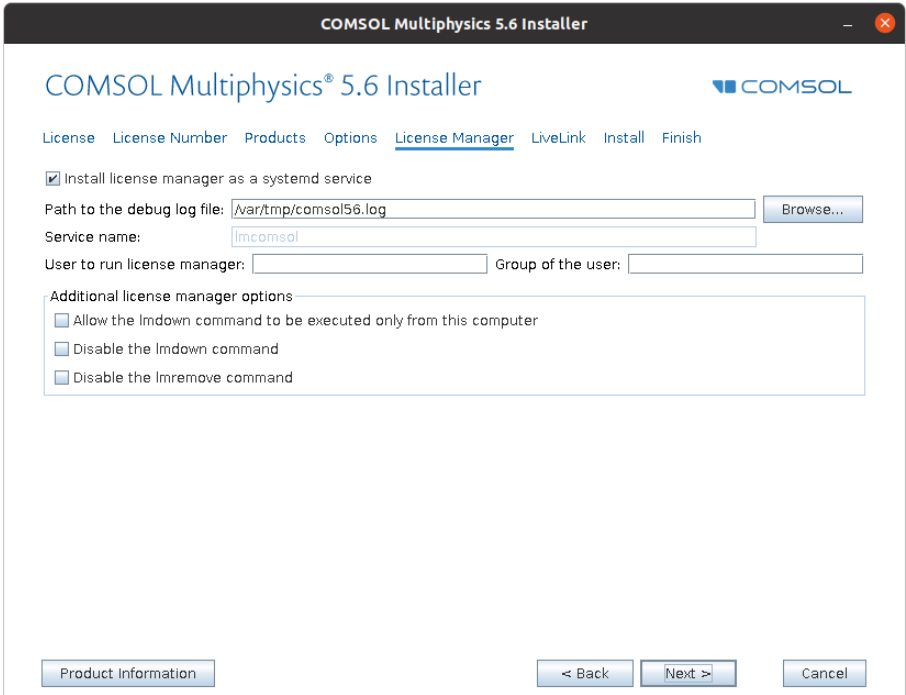 COMSOL Multiphysics 5.6 Installer
COMSOL Multiphysics® 5.6 Installer
COMSOL
License License Number Products Options License Manager LiveLink Install Finish
Install license manager as a systemd service
Path to the debug log file: /var/tmp/comsol56.log Browse...
Service name: lmcomsol
User to run license manager: Group of the user:
Additional license manager options
Allow the lmdown command to be executed only from this computer
Disable the lmdown command
Disable the lmremove command
Product Information < Back Next > Cancel